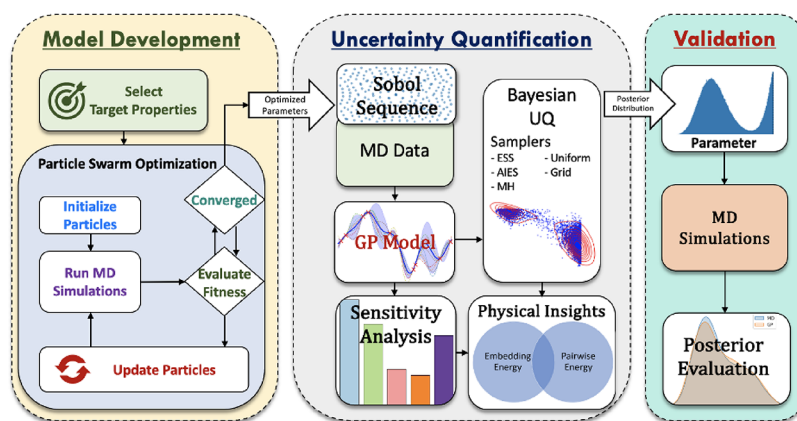 Model Development
Select
Target Properties
Particle Swarm Optimization
Converged
Initialize
Particles
Run MD
Simulations
Evaluate
Fitness
Update Particles
Optimized
Parameters
Uncertainty Quantification
Sobol
Sequence
MD Data
GP Model
Sensitivity
Analysis
Bayesian
UQ
Samplers
- ESS - Uniform
- AIES - Grid
- MH
Physical Insights
Embedding
Energy
Pairwise
Energy
Posterior
Distribution
Validation
Parameter
MD
Simulations
MD
GP
Posterior
Evaluation